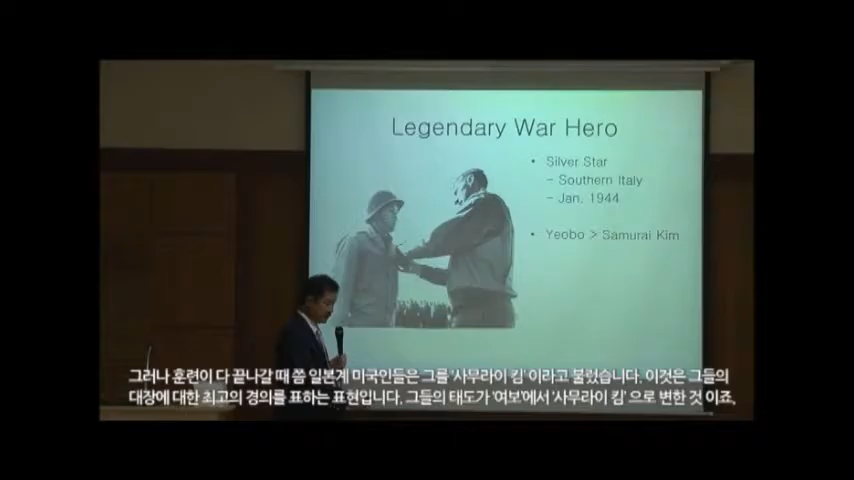 Legendary War Hero
• Silver Star
– Southern Italy
– Jan. 1944
• Yeobo > Samurai Kim
그러나 훈련이 다 끝나갈 때 쯤 일본계 미국인들은 그를 '사무라이 킴' 이라고 불렀습니다. 이것은 그들의
대장에 대한 최고의 경의를 표하는 표현입니다. 그들의 태도가 '여보'에서 '사무라이 킴' 으로 변한 것 이죠,